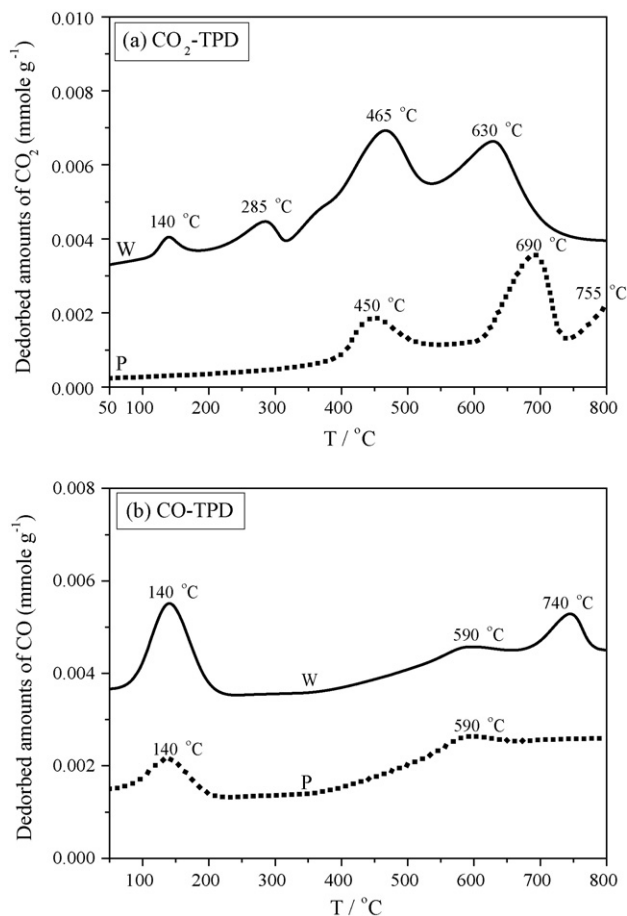 (a) CO2-TPD
Dedorbed amounts of CO2 (mmole g-1)
0.010
0.008
0.006
0.004
0.002
0.000
140 °C
285 °C
465 °C
630 °C
W
690 °C
755 °C
450 °C
P
50 100 200 300 400 500 600 700 800
T / °C
(b) CO-TPD
Dedorbed amounts of CO (mmole g-1)
0.008
0.006
0.004
0.002
0.000
140 °C
590 °C
740 °C
W
140 °C
590 °C
P
100 200 300 400 500 600 700 800
T / °C